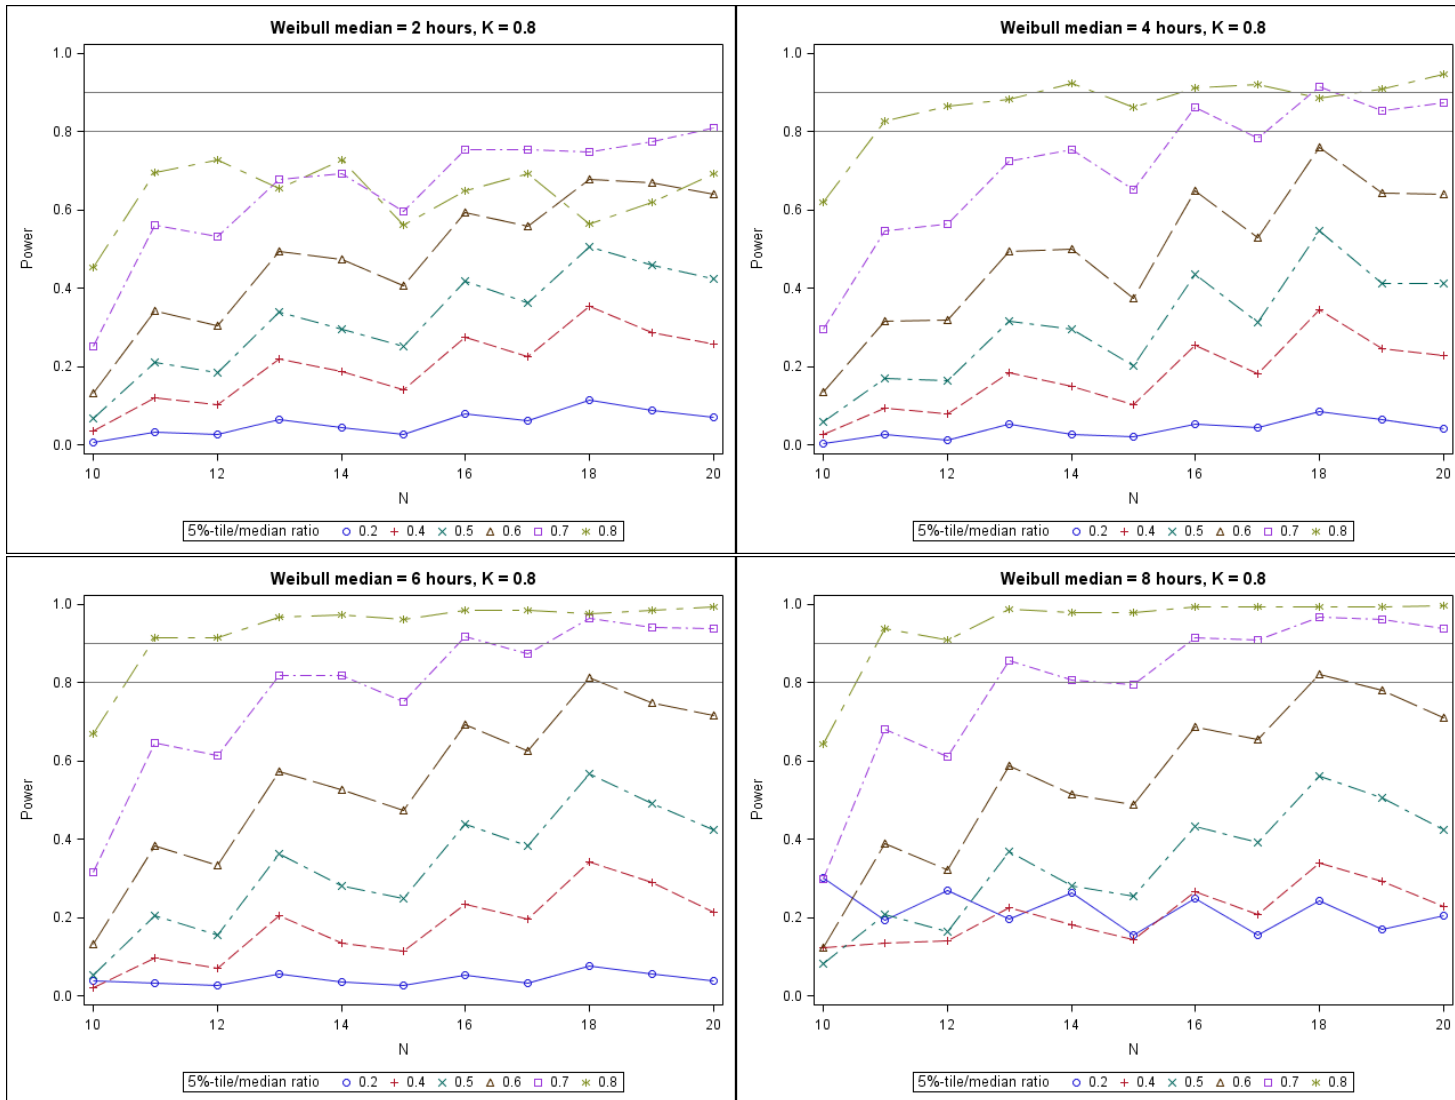 Weibull median = 2 hours, K = 0.8
1.0
0.8
0.6
0.4
0.2
0.0
Power
10 12 14 16 18 20
N
5%-tile/median ratio 0.2 0.4 0.5 0.6 0.7 0.8
Weibull median = 4 hours, K = 0.8
1.0
0.8
0.6
0.4
0.2
0.0
Power
10 12 14 16 18 20
N
5%-tile/median ratio 0.2 0.4 0.5 0.6 0.7 0.8
Weibull median = 6 hours, K = 0.8
1.0
0.8
0.6
0.4
0.2
0.0
Power
10 12 14 16 18 20
N
5%-tile/median ratio 0.2 0.4 0.5 0.6 0.7 0.8
Weibull median = 8 hours, K = 0.8
1.0
0.8
0.6
0.4
0.2
0.0
Power
10 12 14 16 18 20
N
5%-tile/median ratio 0.2 0.4 0.5 0.6 0.7 0.8